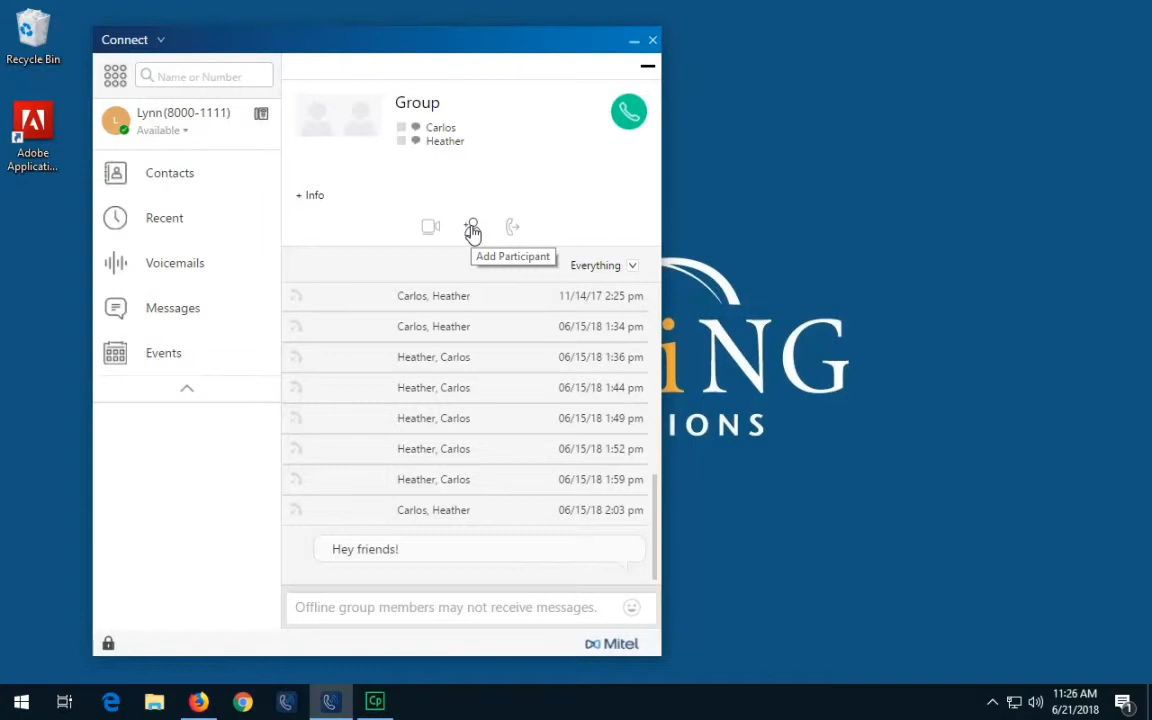 Recycle Bin
Adobe
Applicati...
Connect
Name or Number
L
Lynn(8000-1111)
Available
Contacts
Recent
Voicemails
Messages
Events
Group
Carlos
Heather
+ Info
Add Participant
Everything
Carlos, Heather 11/14/17 2:25 pm
Carlos, Heather 06/15/18 1:34 pm
Heather, Carlos 06/15/18 1:36 pm
Heather, Carlos 06/15/18 1:44 pm
Heather, Carlos 06/15/18 1:49 pm
Heather, Carlos 06/15/18 1:52 pm
Heather, Carlos 06/15/18 1:59 pm
Carlos, Heather 06/15/18 2:03 pm
Hey friends!
Offline group members may not receive messages.
Mitel
iNG
IONS
Cp
11:26 AM
6/21/2018
1